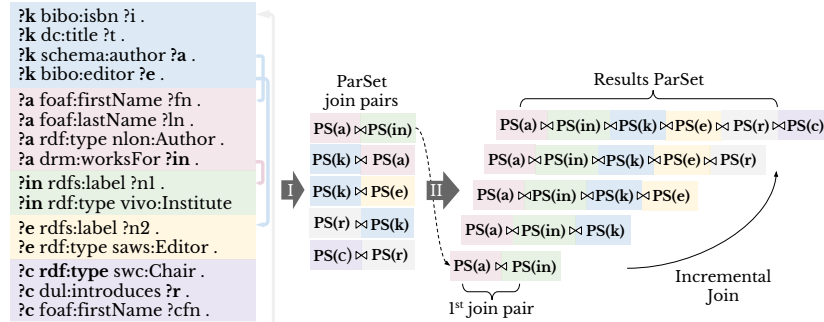 ?k bibo:isbn ?i .
?k dc:title ?t .
?k schema:author ?a .
?k bibo:editor ?e .
?a foaf:firstName ?fn .
?a foaf:lastName ?ln .
?a rdf:type nlon:Author .
?a drm:worksFor ?in .
?in rdfs:label ?n1 .
?in rdf:type vivo:Institute
?e rdfs:label ?n2 .
?e rdf:type saws:Editor .
?c rdf:type swc:Chair .
?c dul:introduces ?r .
?c foaf:firstName ?cfn .
I
ParSet
join pairs
PS(a) ⋈ PS(in)
PS(k) ⋈ PS(a)
PS(k) ⋈ PS(e)
PS(r) ⋈ PS(k)
PS(c) ⋈ PS(r)
II
Results ParSet
PS(a) ⋈ PS(in) ⋈ PS(k) ⋈ PS(e) ⋈ PS(r) ⋈ PS(c)
PS(a) ⋈ PS(in) ⋈ PS(k) ⋈ PS(e) ⋈ PS(r)
PS(a) ⋈ PS(in) ⋈ PS(k) ⋈ PS(e)
PS(a) ⋈ PS(in) ⋈ PS(k)
PS(a) ⋈ PS(in)
1st join pair
Incremental
Join